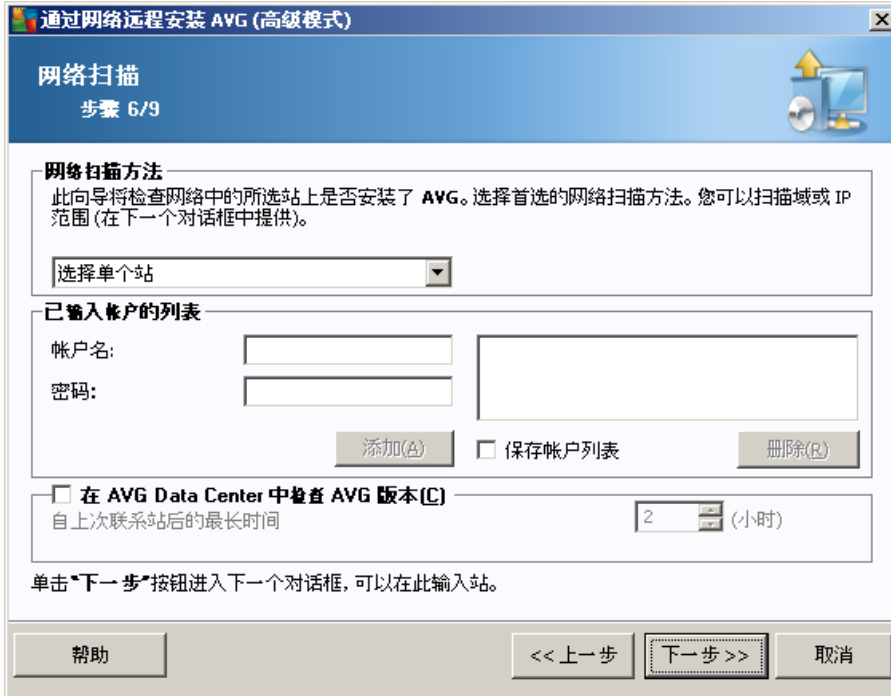 通过网络远程安装 AVG (高级模式)
网络扫描
步骤 6/9
网络扫描方法
此向导将检查网络中的所选站上是否安装了 AVG。选择首选的网络扫描方法。您可以扫描域或 IP
范围 (在下一个对话框中提供)。
选择单个站
已输入帐户的列表
帐户名:
密码:
添加(A)
保存帐户列表
删除(R)
在 AVG Data Center 中检查 AVG 版本(C)
自上次联系站后的最长时间
2
(小时)
单击“下一步”按钮进入下一个对话框, 可以在此输入站。
帮助
<< 上一步
下一步 >>
取消